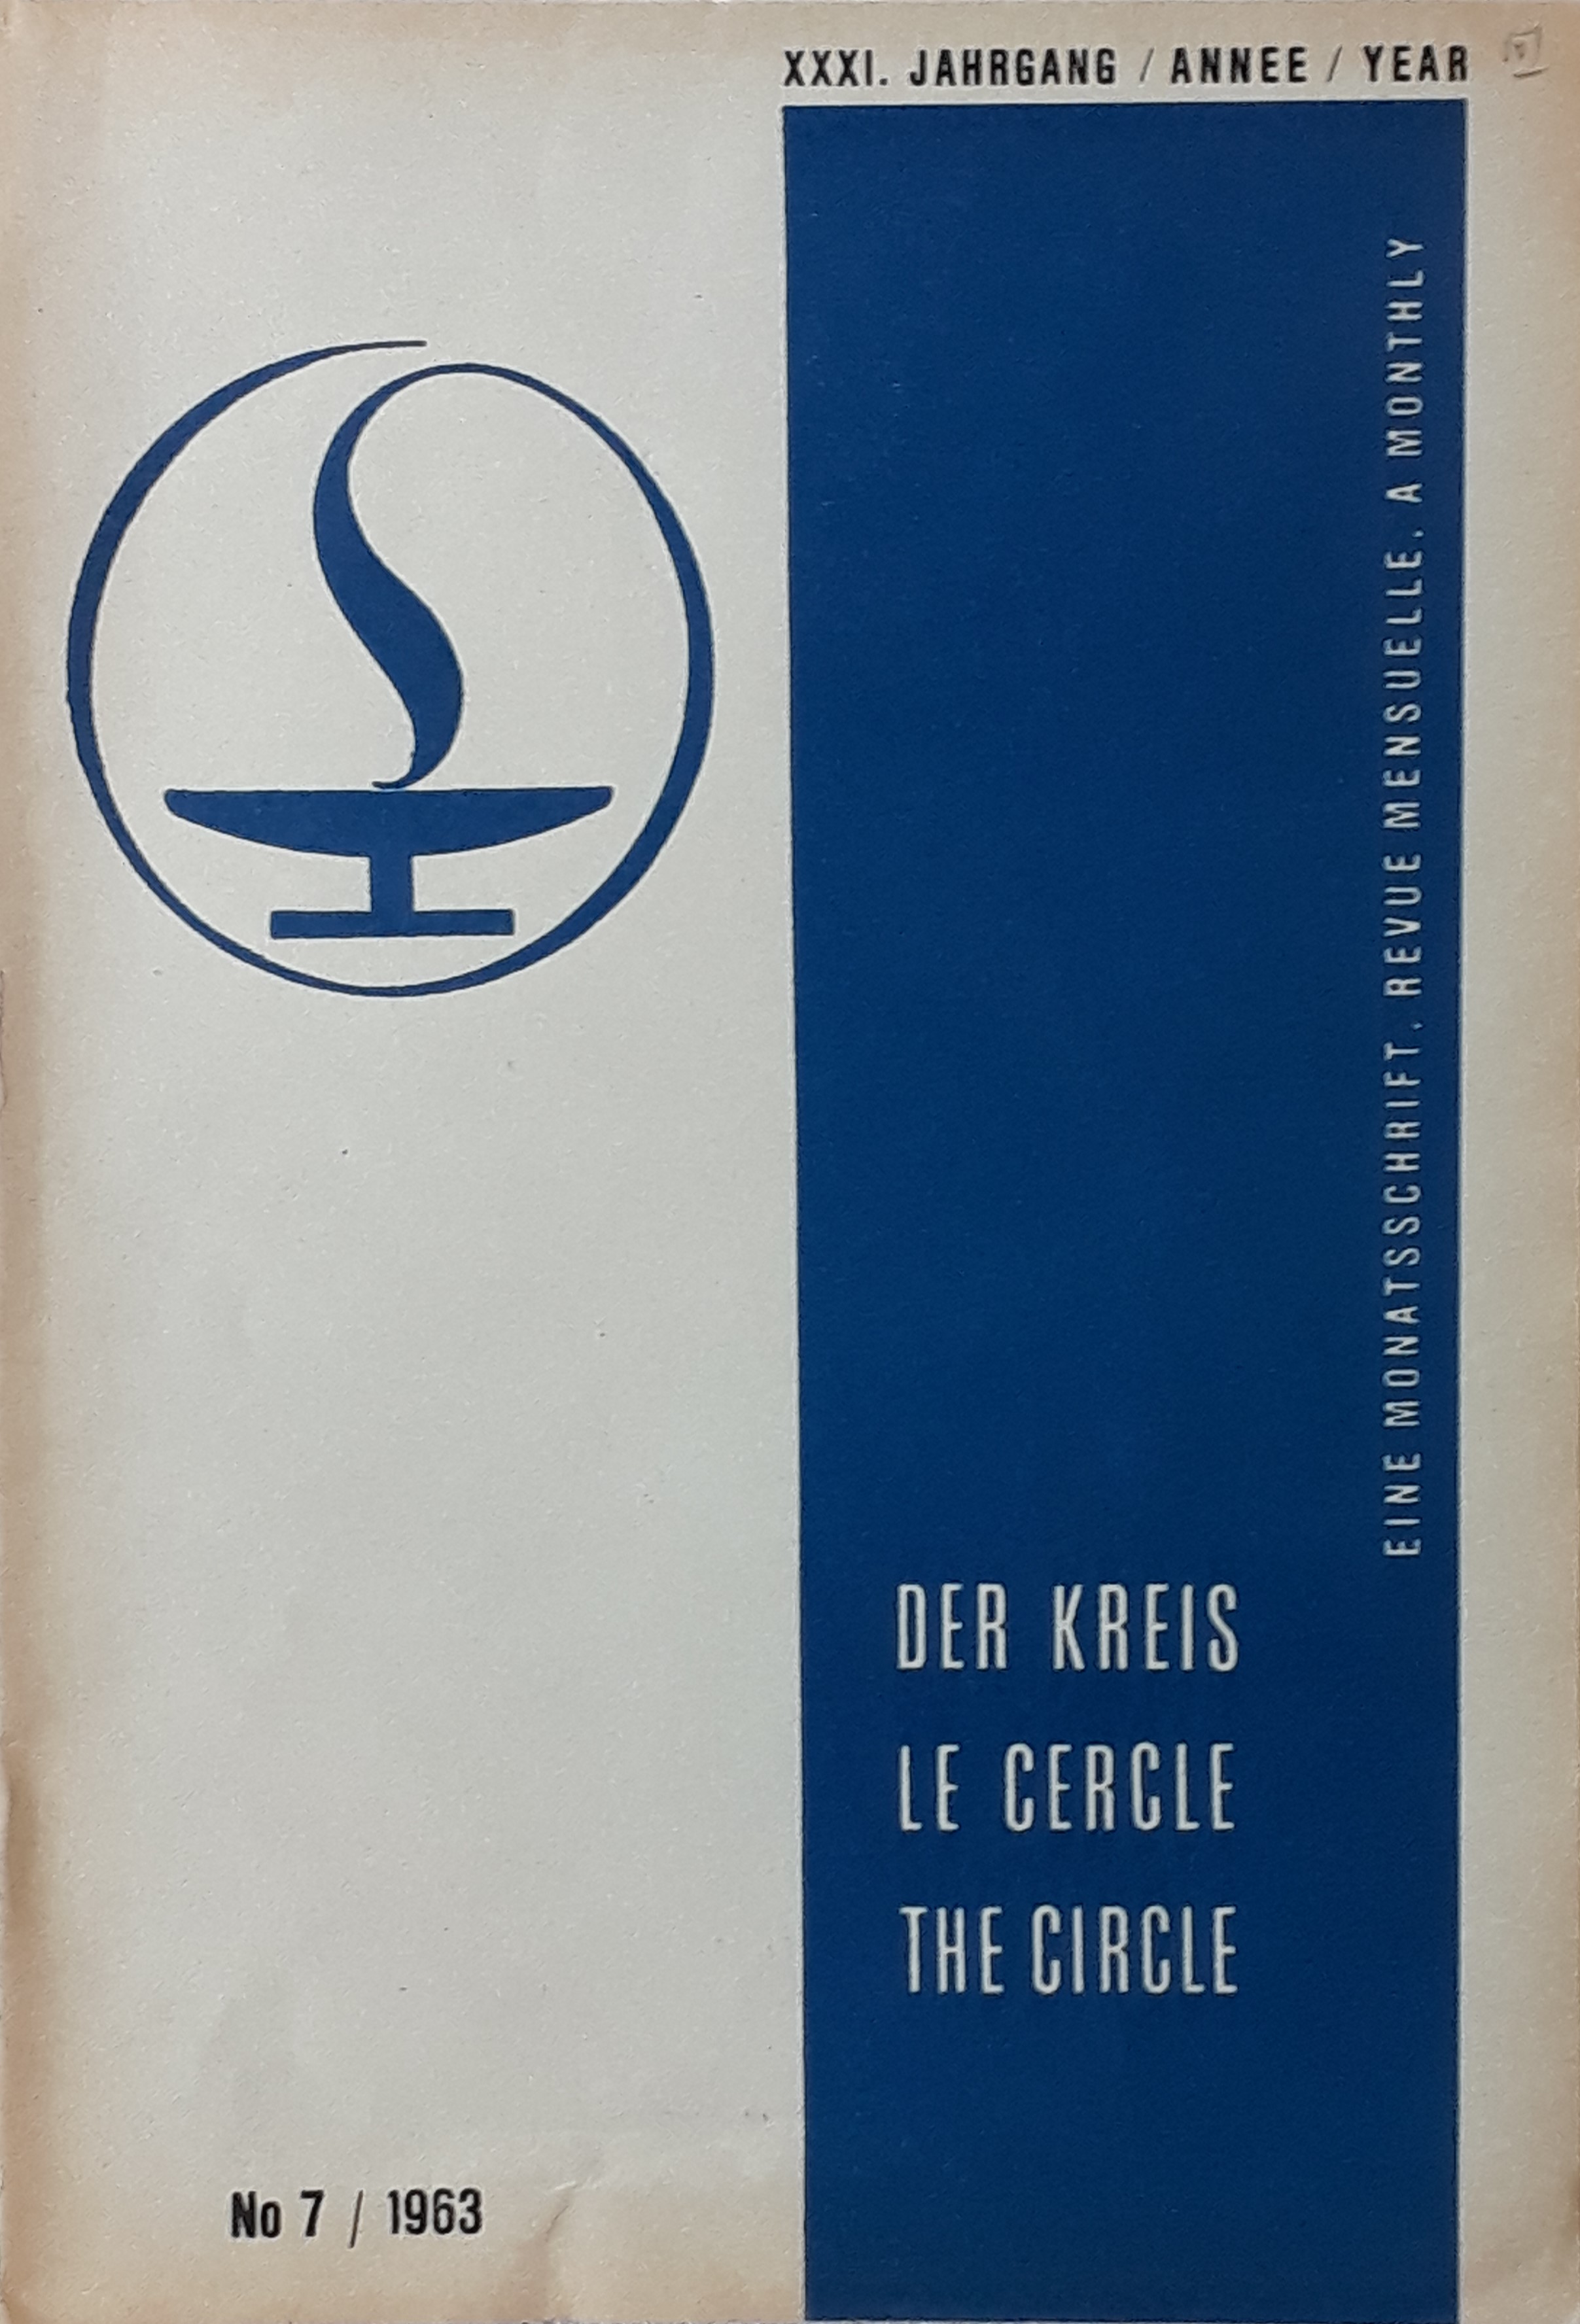 XXXI. JAHRGANG / ANNEE / YEAR
EINE MONATSSCHRIFT. REVUE MENSUELLE. A MONTHLY
DER KREIS
LE CERCLE
THE CIRCLE
No 7 / 1963